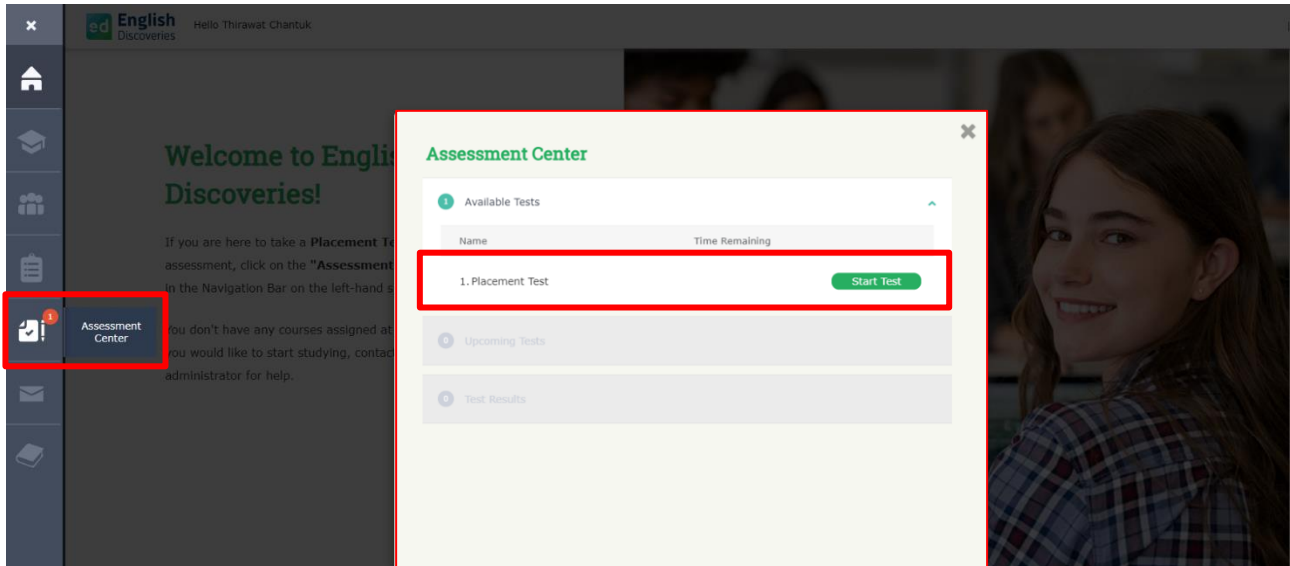 ed English
Discoveries
Hello Thirawat Chantuk
Welcome to Englis
Discoveries!
If you are here to take a Placement Te
assessment, click on the "Assessment
in the Navigation Bar on the left-hand s
You don't have any courses assigned at
you would like to start studying, contac
administrator for help.
1
Assessment
Center
Assessment Center
1 Available Tests
Name Time Remaining
1. Placement Test Start Test
0 Upcoming Tests
0 Test Results